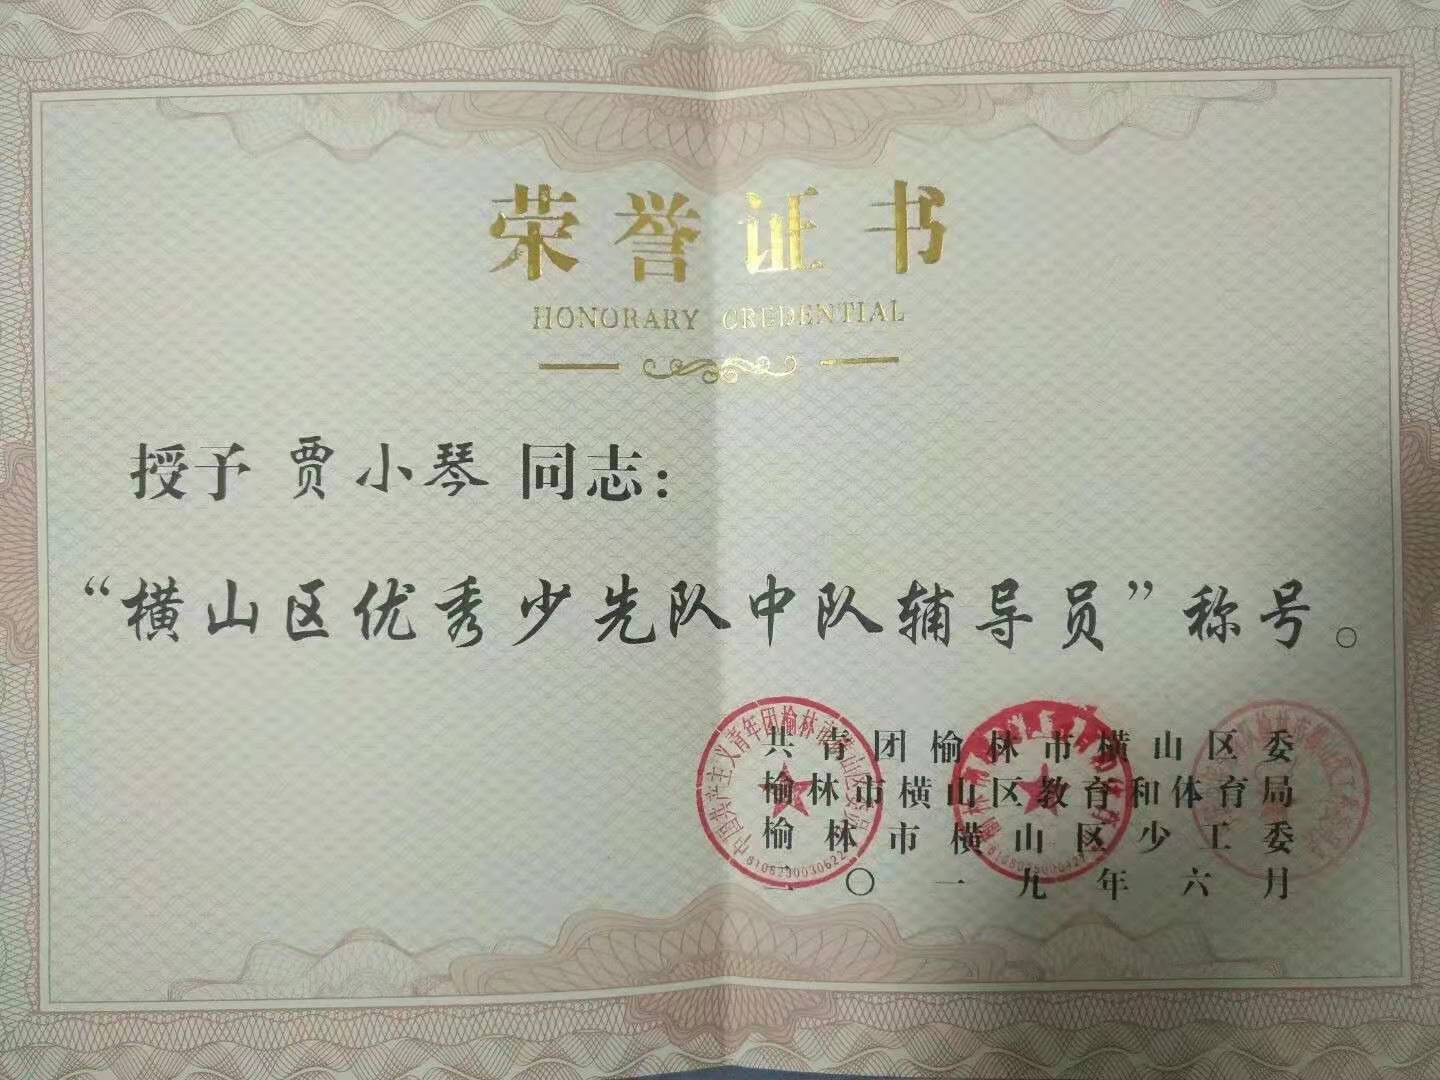 荣誉证书
HONORARY CREDENTIAL
授予 贾小琴 同志：
“横山区优秀少先队中队辅导员”称号。
共青团榆林市横山区委
榆林市横山区教育和体育局
榆林市横山区少工委
二〇一九年六月